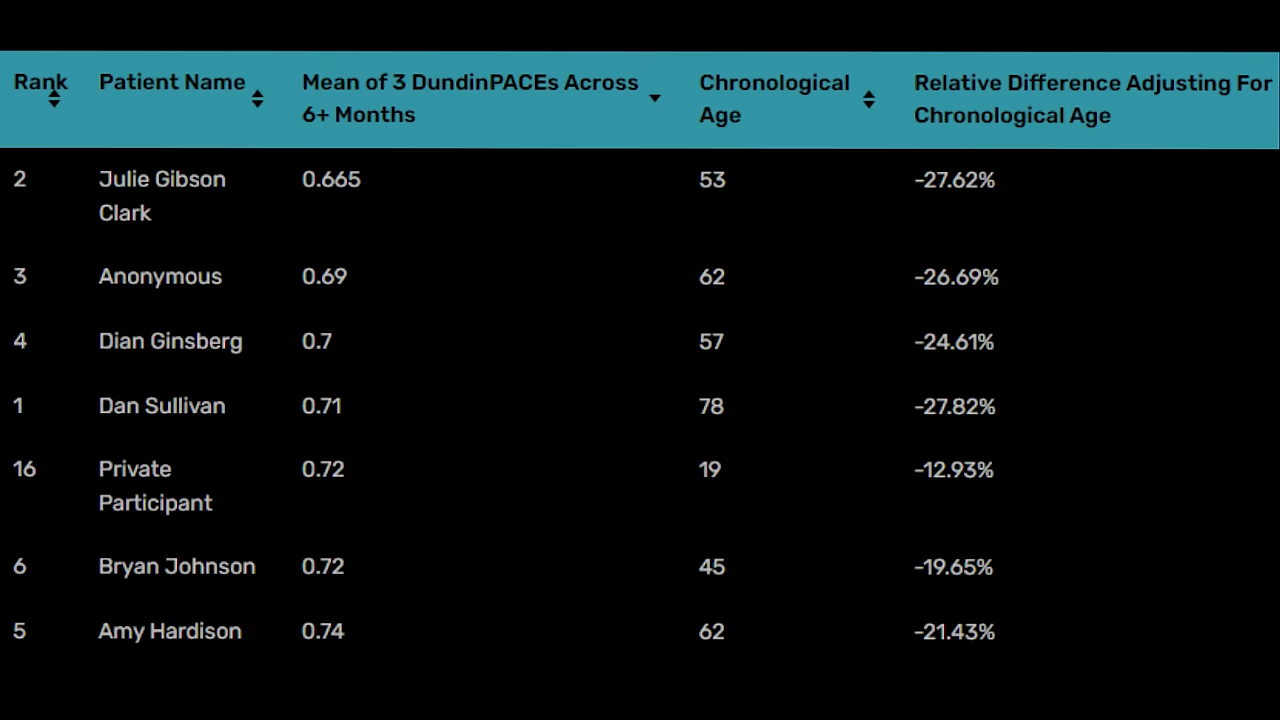 Rank Patient Name Mean of 3 DundinPACEs Across Chronological Relative Difference Adjusting For
6+ Months Age Chronological Age
2 Julie Gibson 0.665 53 -27.62%
Clark
3 Anonymous 0.69 62 -26.69%
4 Dian Ginsberg 0.7 57 -24.61%
1 Dan Sullivan 0.71 78 -27.82%
16 Private 0.72 19 -12.93%
Participant
6 Bryan Johnson 0.72 45 -19.65%
5 Amy Hardison 0.74 62 -21.43%